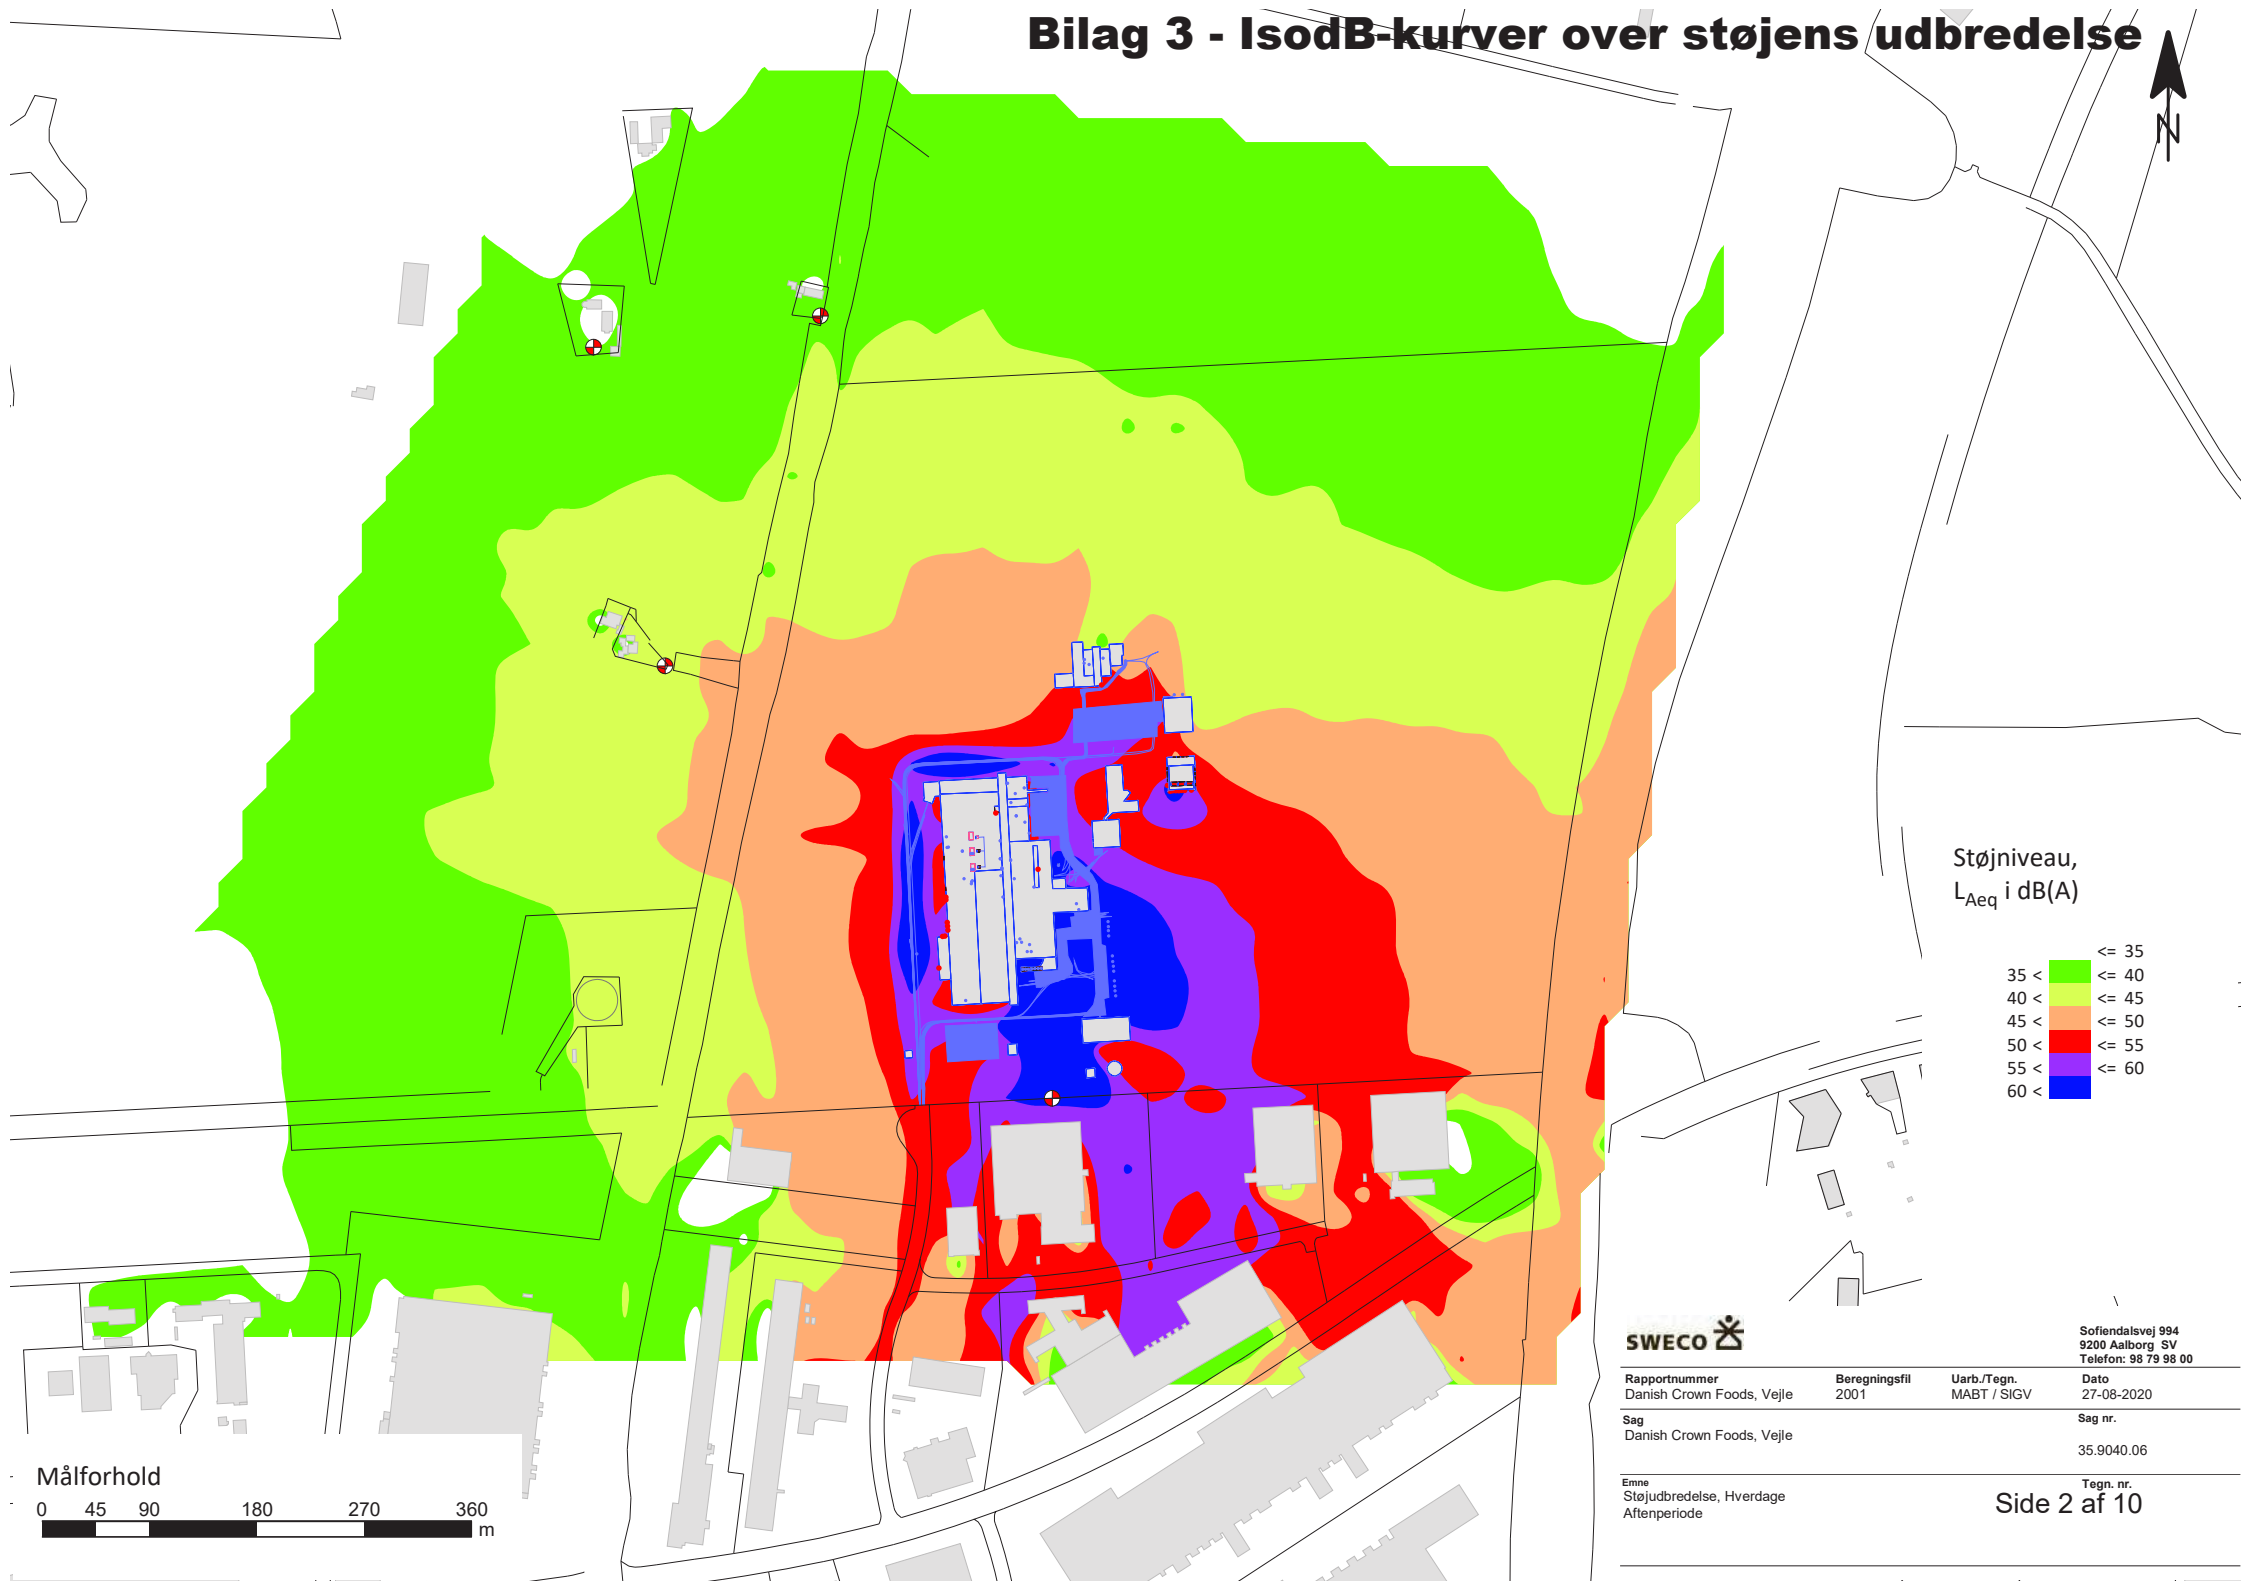 Bilag 3 - IsodB-kurver over støjens udbredelse
N
Støjniveau,
LAeq i dB(A)
<= 35
35 < <= 40
40 < <= 45
45 < <= 50
50 < <= 55
55 < <= 60
60 <
SWECO
Sofiendalsvej 994
9200 Aalborg SV
Telefon: 98 79 98 00
Rapportnummer Beregningsfil Uarb./Tegn. Dato
Danish Crown Foods, Vejle 2001 MABT / SIGV 27-08-2020
Sag Sag nr.
Danish Crown Foods, Vejle
35.9040.06
Emne Tegn. nr.
Støjudbredelse, Hverdage
Aftenperiode
Side 2 af 10
Målforhold
0 45 90 180 270 360
m